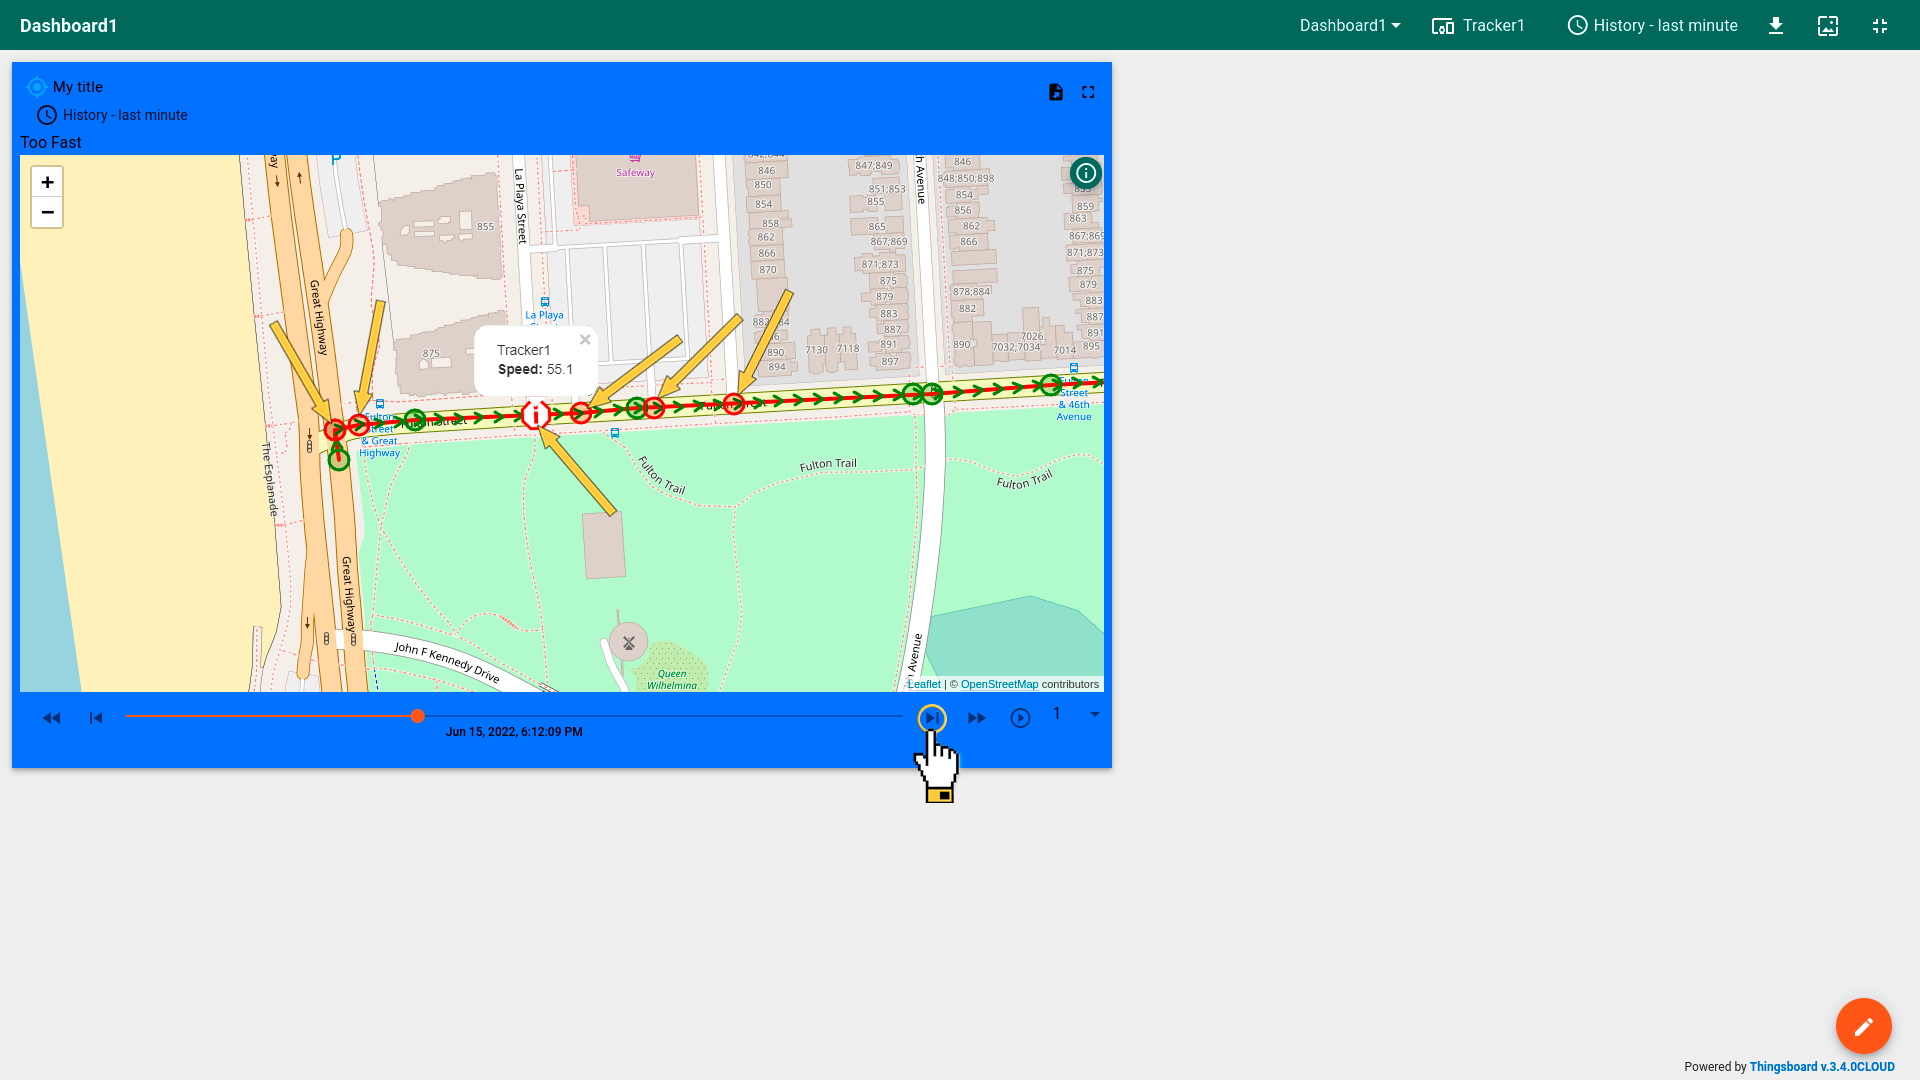 Dashboard1
Dashboard1
Tracker1
History - last minute
My title
History - last minute
Too Fast
+
−
P
Safeway
La Playa Street
846
850
854
858
862
866
870
847;849
851;853
855
865
867;869
871;873
875
879
883
887
891
897
846
848;850;898
854
856
862
866
878;884
882
890
7026
7032;7034
7014
859
863
867;869
871;873
875
879
883
887
895
855
875
890
894
7130
7118
Great Highway
La Playa
Tracker1
Speed: 55.1
Fulton
Street
& Great
Highway
Street
& 46th
Avenue
The Esplanade
Fulton Trail
Fulton Trail
Fulton Trail
Great Highway
John F Kennedy Drive
Queen
Wilhelmina
Avenue
Leaflet | © OpenStreetMap contributors
1
Jun 15, 2022, 6:12:09 PM
Powered by Thingsboard v.3.4.0CLOUD